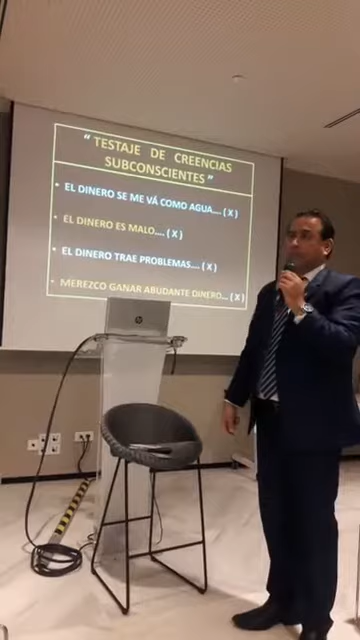 " TESTAJE DE CREENCIAS
SUBCONSCIENTES "
• EL DINERO SE ME VÁ COMO AGUA.... ( X )
• EL DINERO ES MALO.... ( X )
• EL DINERO TRAE PROBLEMAS.... ( X )
• MEREZCO GANAR ABUDANTE DINERO... ( X )
hp